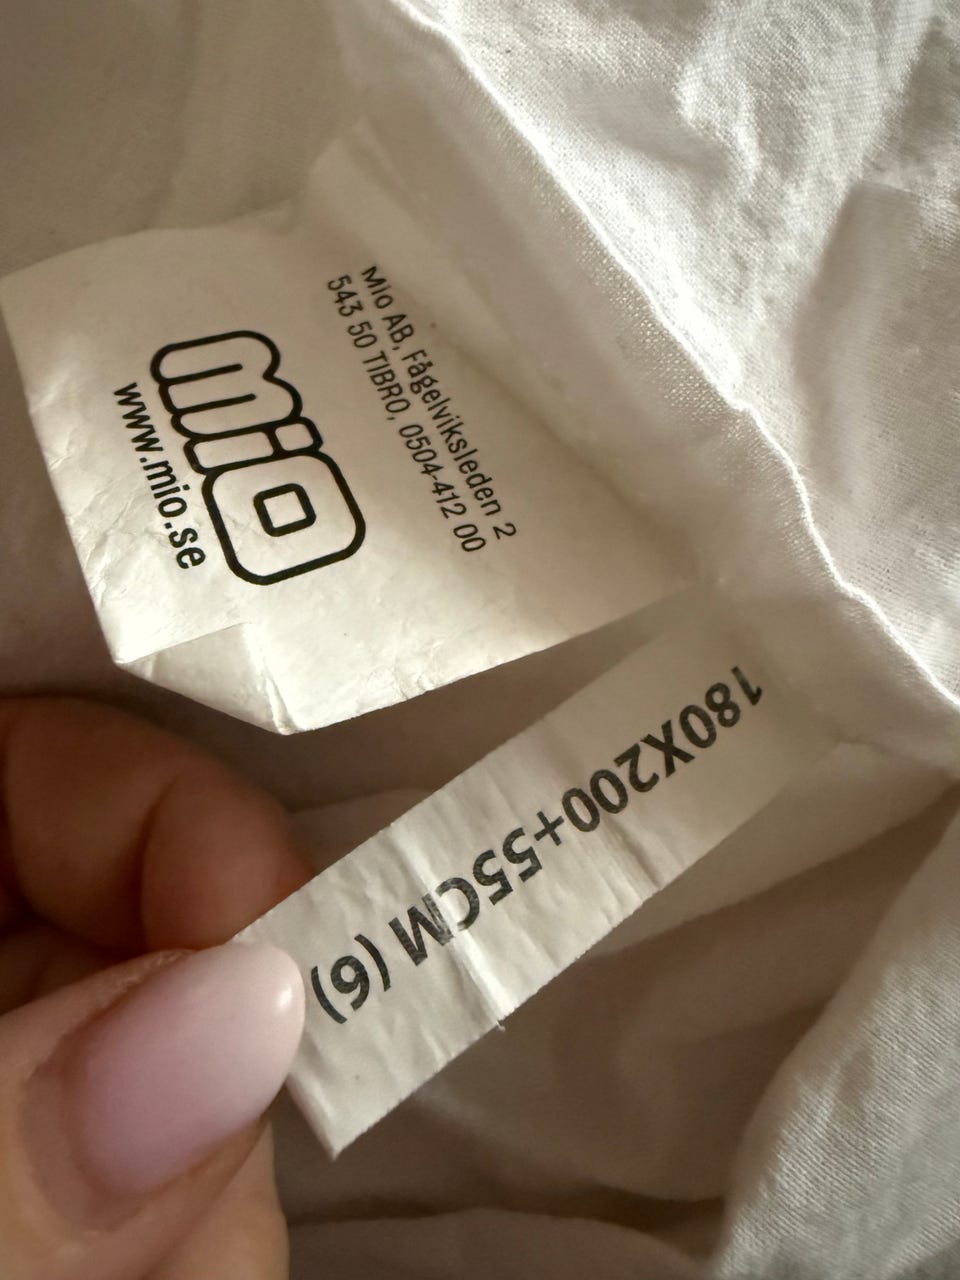 Mio AB, Fågelviksleden 2
543 50 TIBRO, 0504-412 00
mio
www.mio.se
180X200+55CM (6)